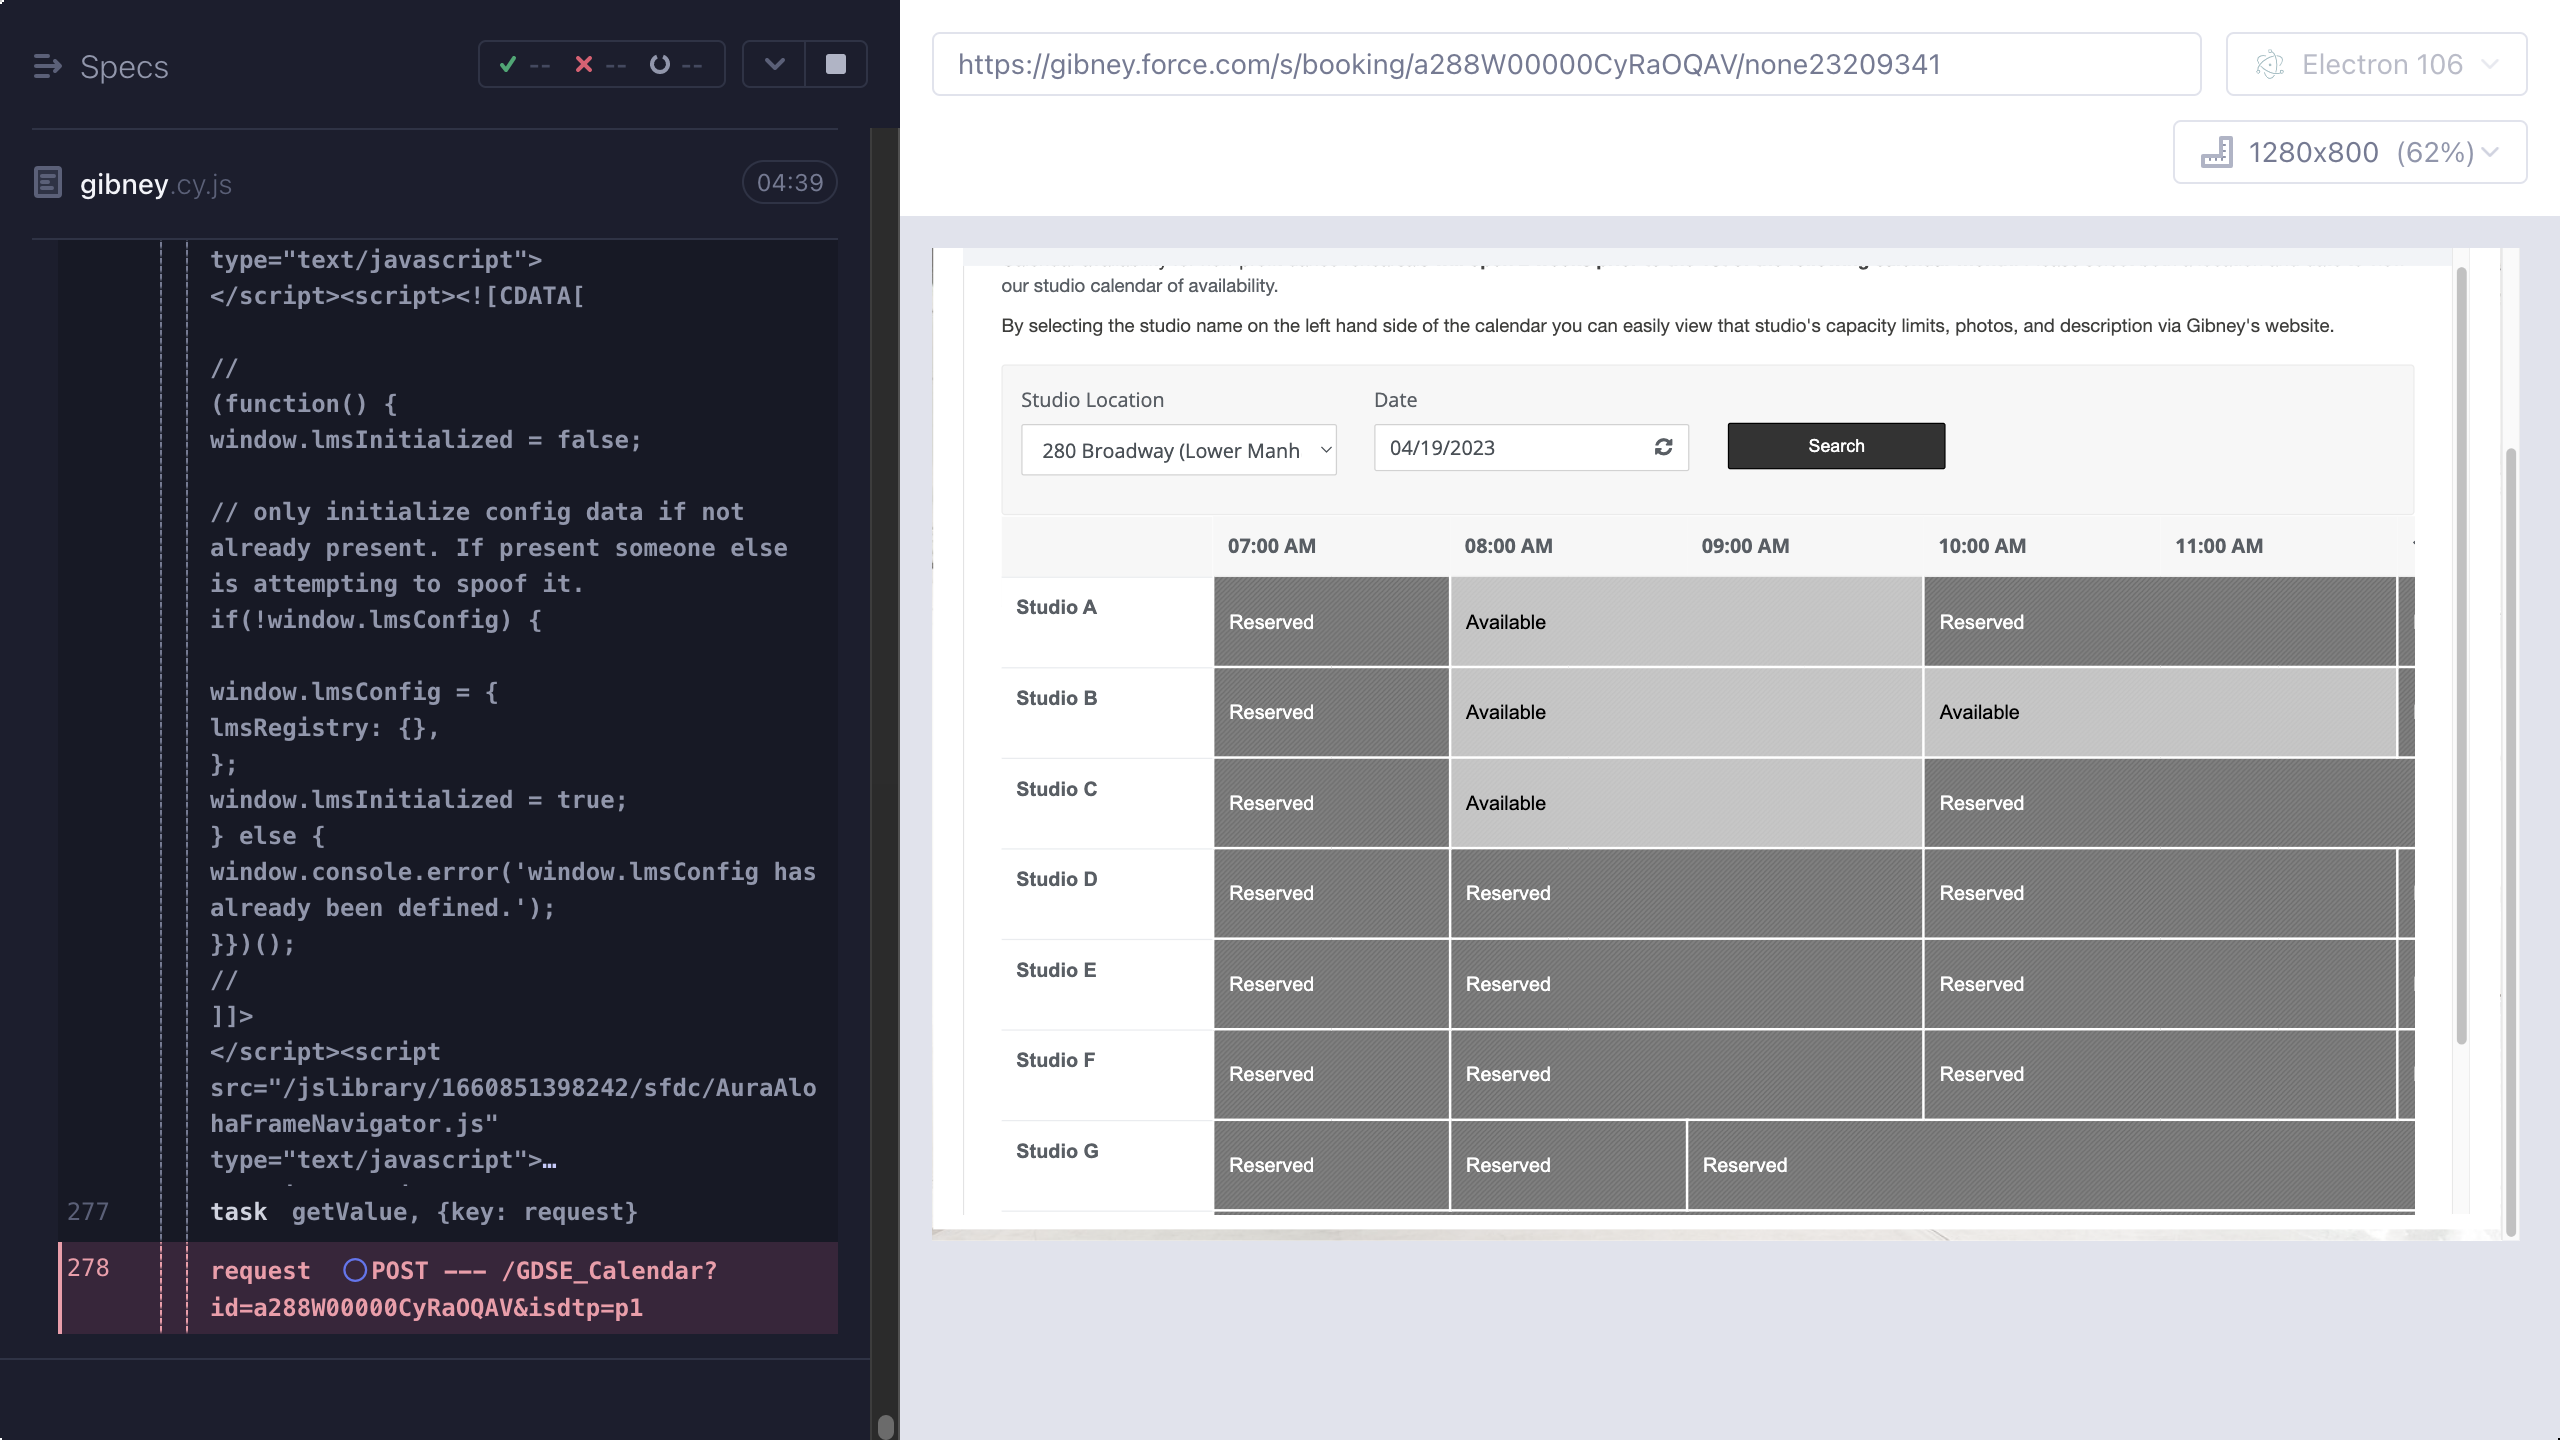 Specs
-- -- --
gibney.cy.js
04:39
type="text/javascript">
</script><script><![CDATA[
//
(function() {
window.lmsInitialized = false;
// only initialize config data if not
already present. If present someone else
is attempting to spoof it.
if(!window.lmsConfig) {
window.lmsConfig = {
lmsRegistry: {},
};
window.lmsInitialized = true;
} else {
window.console.error('window.lmsConfig has
already been defined.');
}})();
//
]]>
</script><script
src="/jslibrary/1660851398242/sfdc/AuraAlo
haFrameNavigator.js"
type="text/javascript">…
277 task getValue, {key: request}
278 request POST --- /GDSE_Calendar?
id=a288W00000CyRaOQAV&isdtp=p1
https://gibney.force.com/s/booking/a288W00000CyRaOQAV/none23209341
Electron 106
1280x800 (62%)
our studio calendar of availability.
By selecting the studio name on the left hand side of the calendar you can easily view that studio's capacity limits, photos, and description via Gibney's website.
Studio Location Date
280 Broadway (Lower Manh 04/19/2023 Search
07:00 AM 08:00 AM 09:00 AM 10:00 AM 11:00 AM
Studio A Reserved Available Reserved
Studio B Reserved Available Available
Studio C Reserved Available Reserved
Studio D Reserved Reserved Reserved
Studio E Reserved Reserved Reserved
Studio F Reserved Reserved Reserved
Studio G Reserved Reserved Reserved